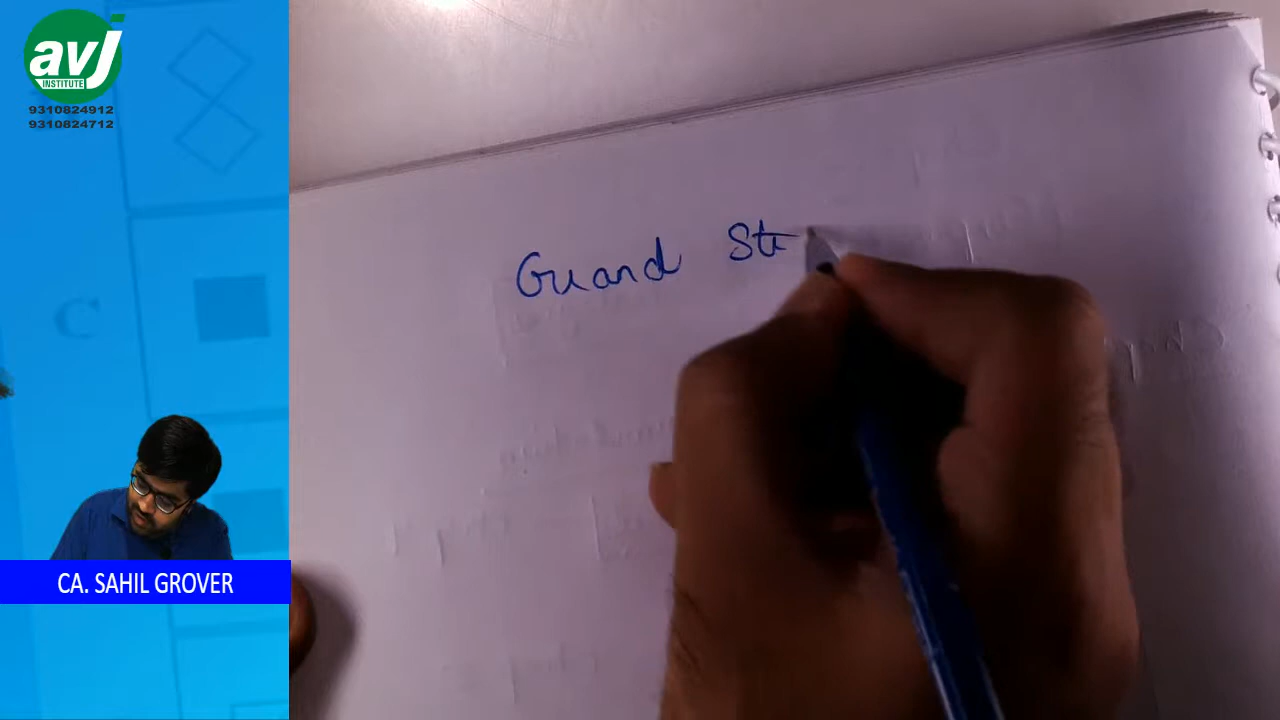 avj
INSTITUTE
9310824912
9310824712
Guand St
CA. SAHIL GROVER